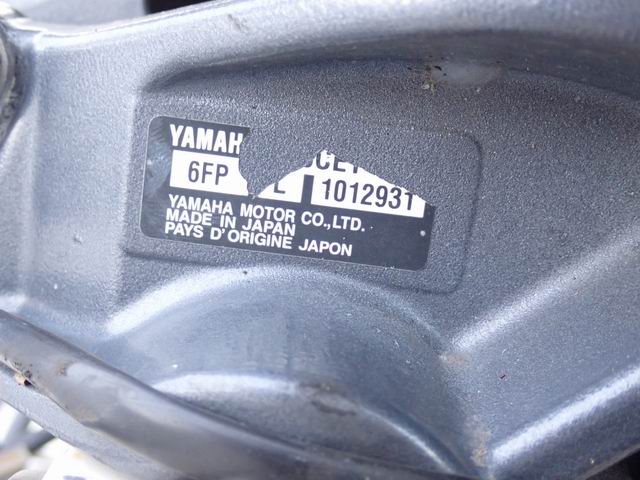 YAMAH
6FP L 1012931
YAMAHA MOTOR CO.,LTD.
MADE IN JAPAN
PAYS D'ORIGINE JAPON